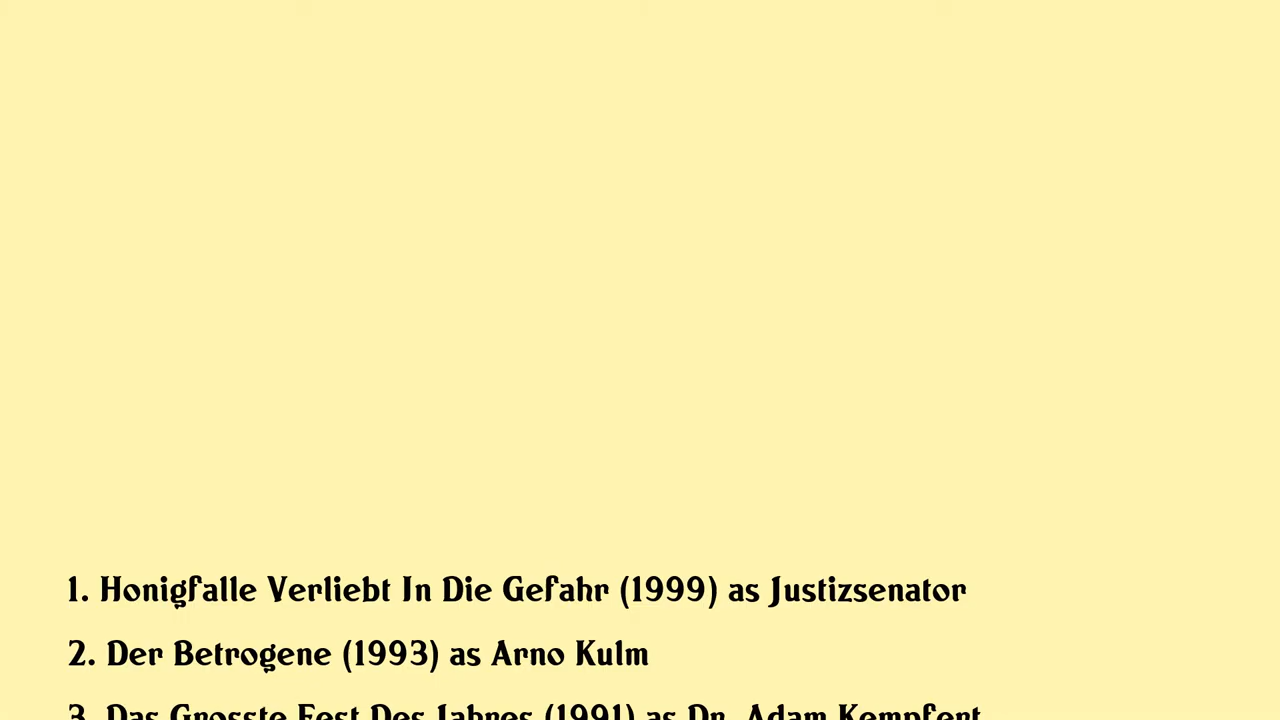 1. Honigfalle Verliebt In Die Gefahr (1999) as Justizsenator
2. Der Betrogene (1993) as Arno Kulm
3. Das Grosste Fest Des Jahres (1991) as Dr. Adam Kempfert